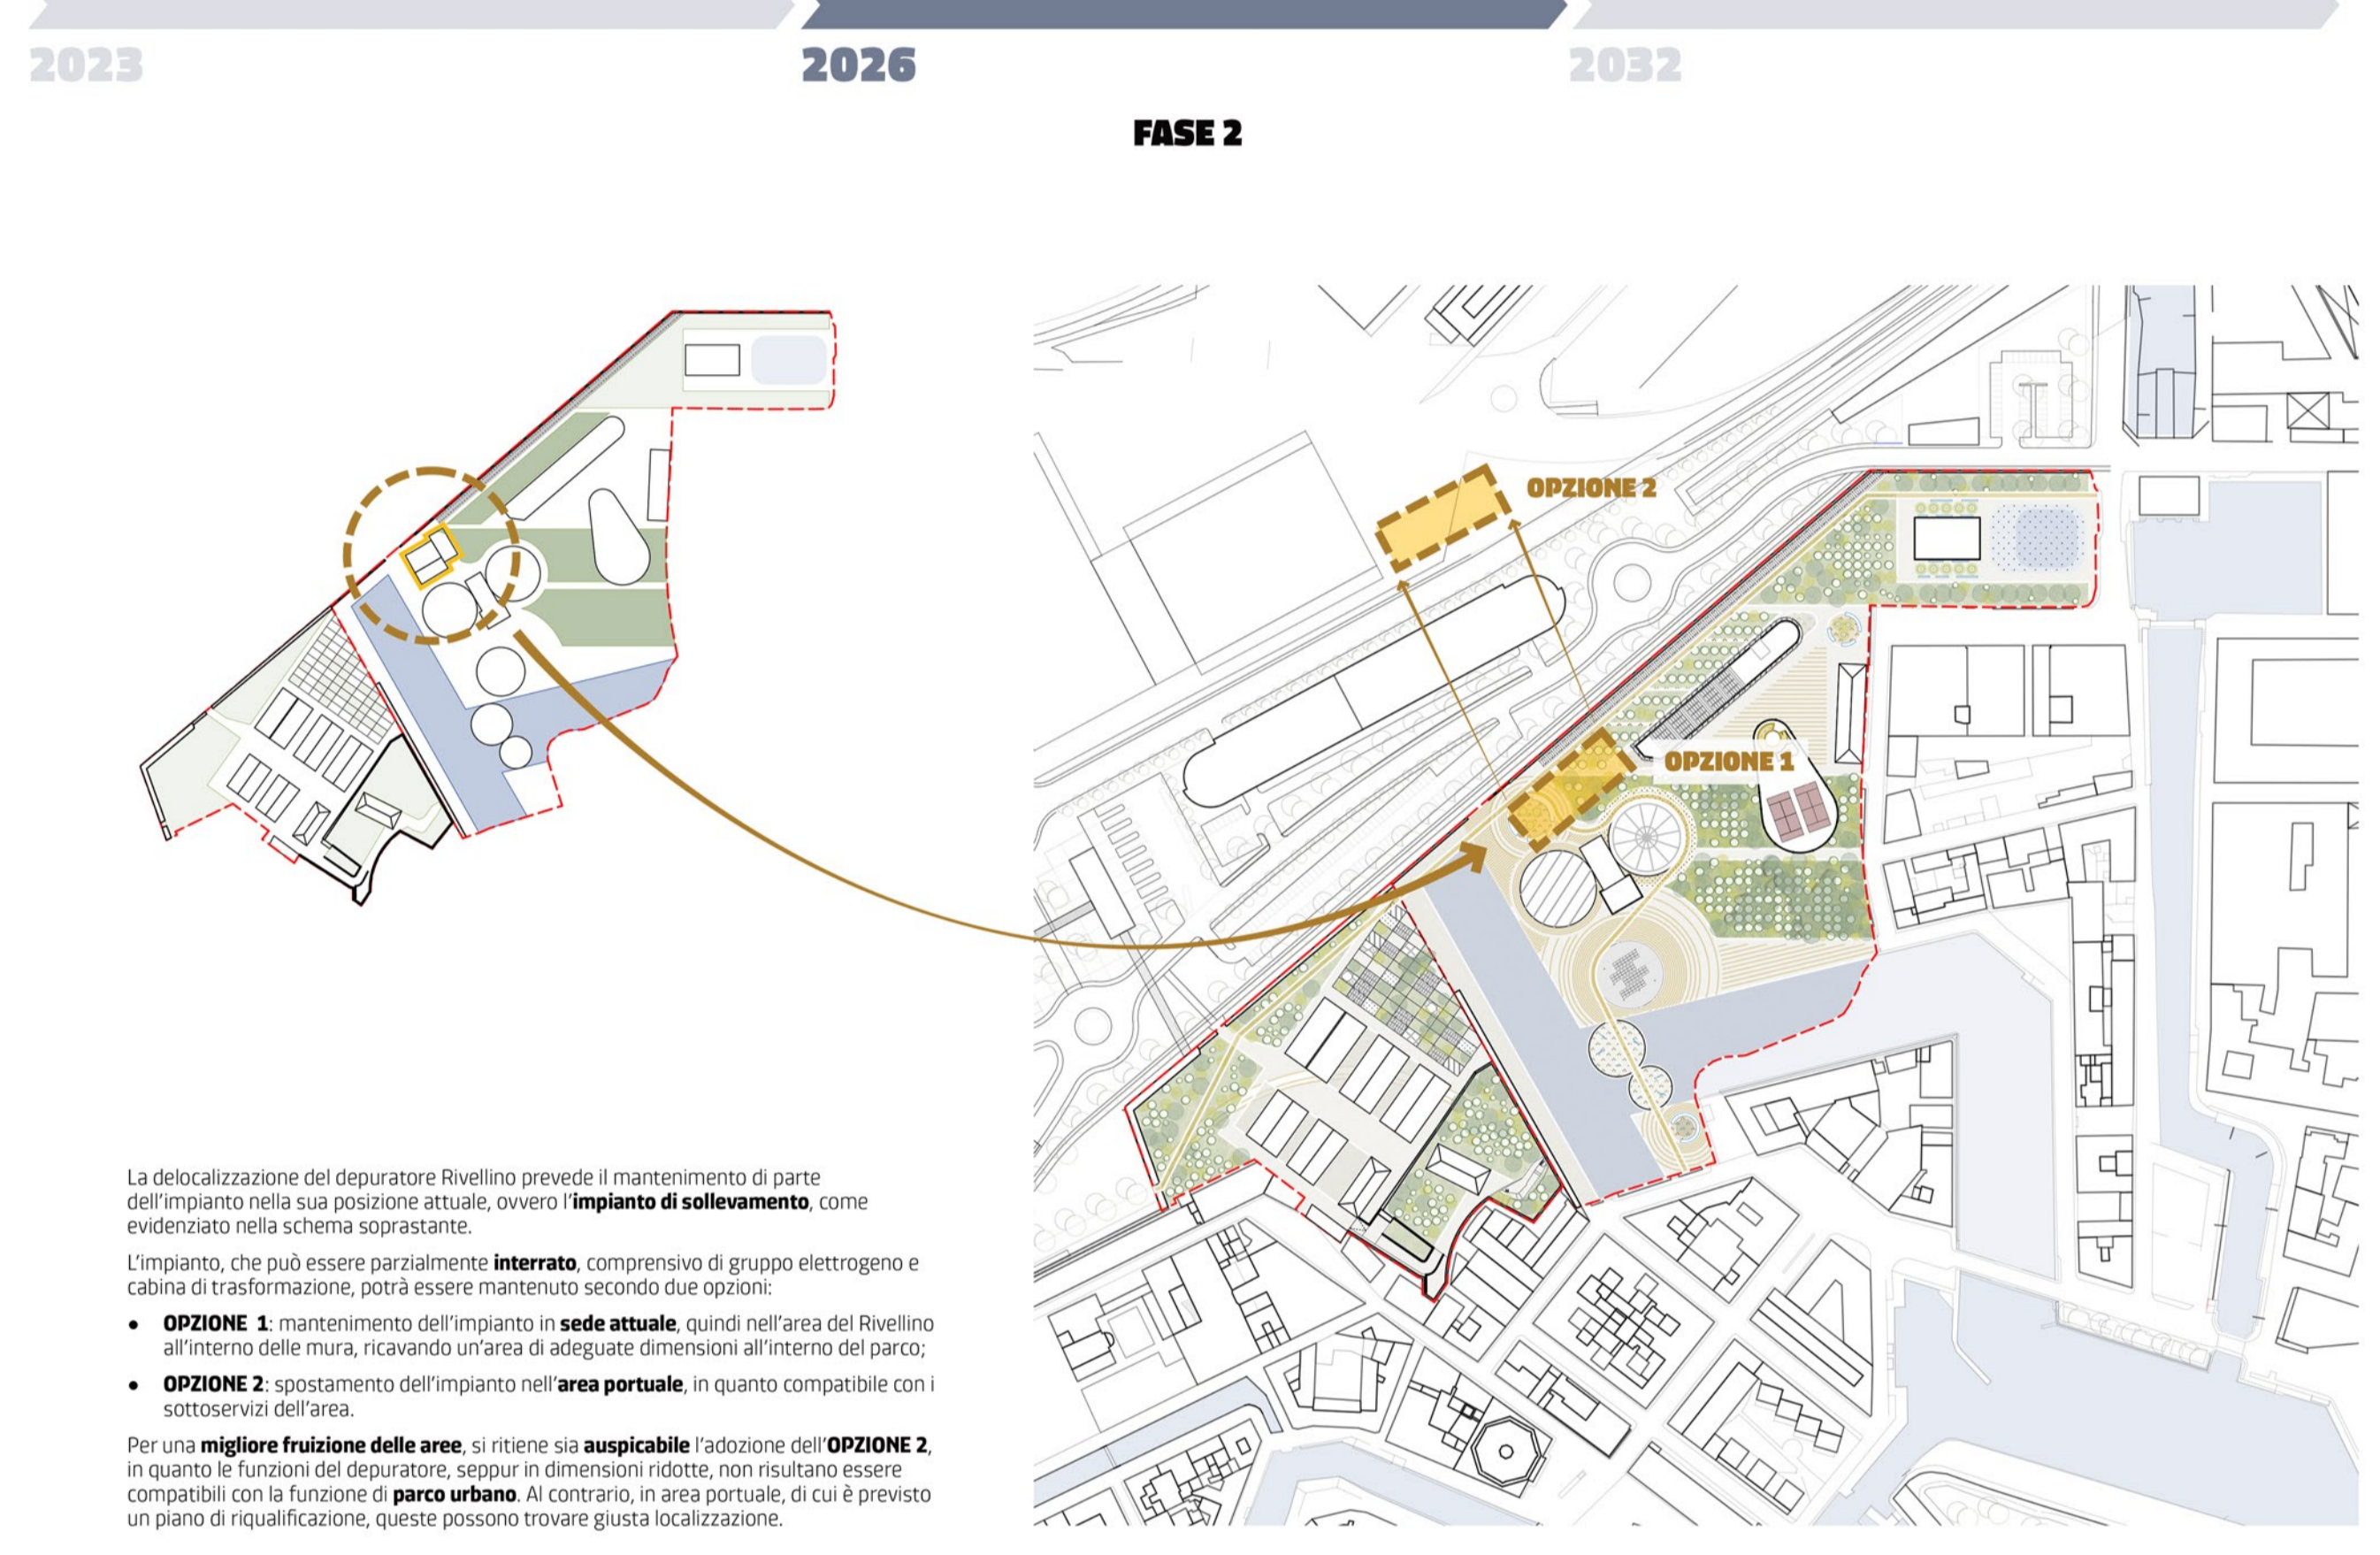 2023
2026
2032
FASE 2
OPZIONE 2
OPZIONE 1
La delocalizzazione del depuratore Rivellino prevede il mantenimento di parte
dell'impianto nella sua posizione attuale, ovvero l'impianto di sollevamento, come
evidenziato nella schema soprastante.
L'impianto, che può essere parzialmente interrato, comprensivo di gruppo elettrogeno e
cabina di trasformazione, potrà essere mantenuto secondo due opzioni:
• OPZIONE 1: mantenimento dell'impianto in sede attuale, quindi nell'area del Rivellino
all'interno delle mura, ricavando un'area di adeguate dimensioni all'interno del parco;
• OPZIONE 2: spostamento dell'impianto nell'area portuale, in quanto compatibile con i
sottoservizi dell'area.
Per una migliore fruizione delle aree, si ritiene sia auspicabile l'adozione dell'OPZIONE 2,
in quanto le funzioni del depuratore, seppur in dimensioni ridotte, non risultano essere
compatibili con la funzione di parco urbano. Al contrario, in area portuale, di cui è previsto
un piano di riqualificazione, queste possono trovare giusta localizzazione.